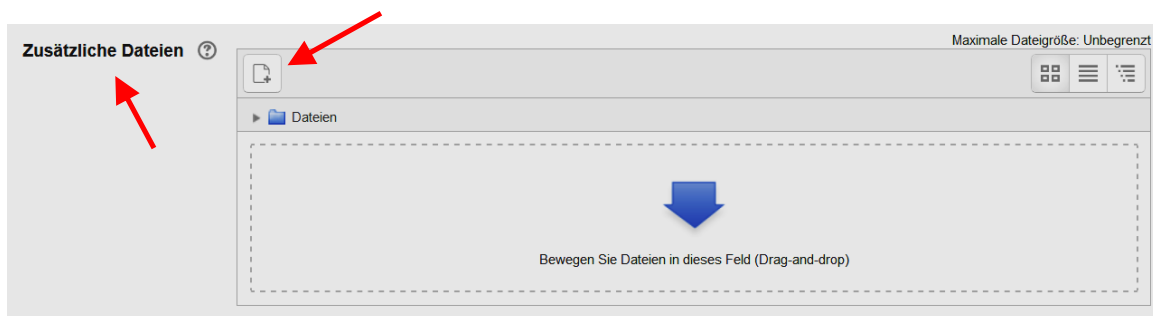 Maximale Dateigröße: Unbegrenzt
Zusätzliche Dateien
Dateien
Bewegen Sie Dateien in dieses Feld (Drag-and-drop)